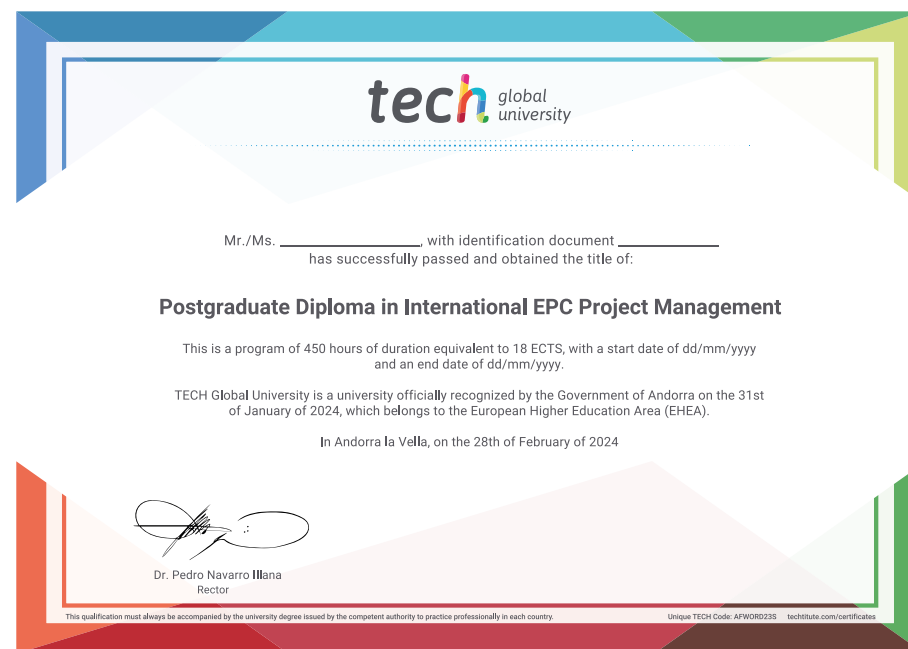 tech global
university
Mr./Ms. ____________, with identification document ____________
has successfully passed and obtained the title of:
Postgraduate Diploma in International EPC Project Management
This is a program of 450 hours of duration equivalent to 18 ECTS, with a start date of dd/mm/yyyy
and an end date of dd/mm/yyyy.
TECH Global University is a university officially recognized by the Government of Andorra on the 31st
of January of 2024, which belongs to the European Higher Education Area (EHEA).
In Andorra la Vella, on the 28th of February of 2024
Dr. Pedro Navarro Illana
Rector
This qualification must always be accompanied by the university degree issued by the competent authority to practice professionally in each country. Unique TECH Code: AFWORD23S techtitute.com/certificates